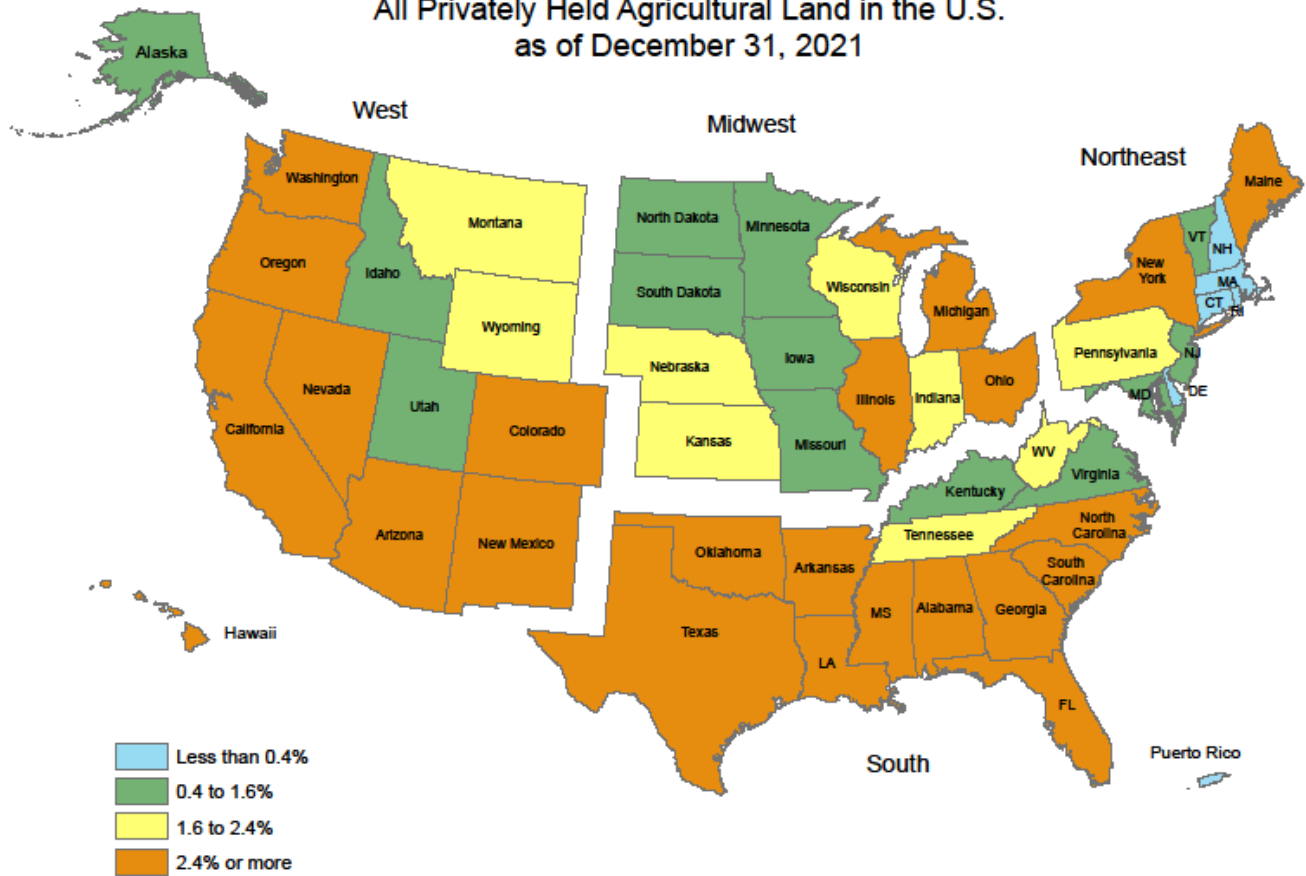 All Privately Held Agricultural Land in the U.S.
as of December 31, 2021
Alaska
West
Midwest
Northeast
Washington
Montana
Oregon
Idaho
Wyoming
Nevada
Utah
California
Colorado
Arizona
New Mexico
Hawaii
North Dakota
Minnesota
South Dakota
Wisconsin
Michigan
Nebraska
Iowa
Illinois
Indiana
Ohio
Kansas
Missouri
Maine
VT
NH
New
York
MA
CT
RI
Pennsylvania
NJ
MD
DE
WV
Virginia
Kentucky
Tennessee
North
Carolina
South
Carolina
Oklahoma
Arkansas
Texas
LA
MS
Alabama
Georgia
FL
South
Puerto Rico
Less than 0.4%
0.4 to 1.6%
1.6 to 2.4%
2.4% or more